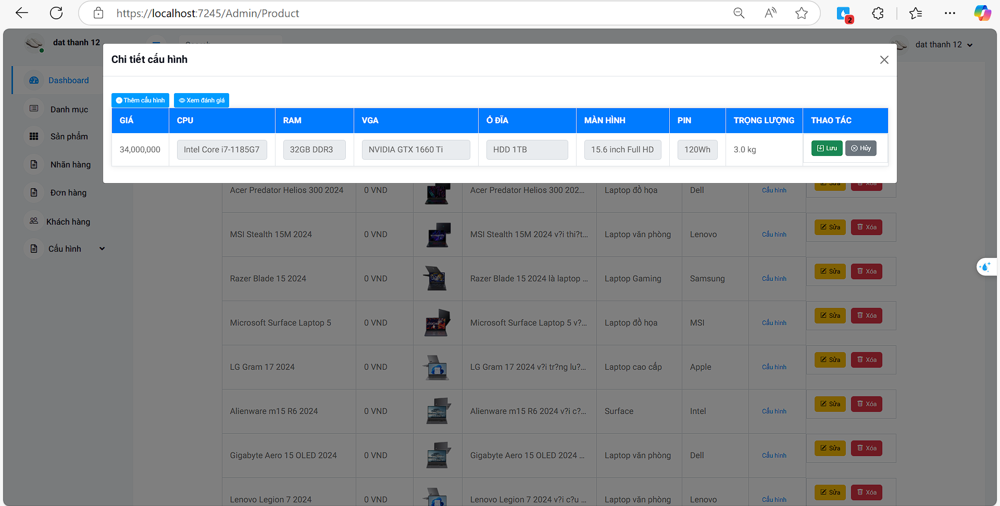 https://localhost:7245/Admin/Product
2
dat thanh 12
dat thanh 12
Chi tiết cấu hình
Dashboard
Danh mục
Sản phẩm
Nhãn hàng
Đơn hàng
Khách hàng
Cấu hình
Thêm cấu hình Xem đánh giá
GIÁ CPU RAM VGA Ổ ĐĨA MÀN HÌNH PIN TRỌNG LƯỢNG THAO TÁC
34,000,000 Intel Core i7-1185G7 32GB DDR3 NVIDIA GTX 1660 Ti HDD 1TB 15.6 inch Full HD 120Wh 3.0 kg Lưu Hủy
Acer Predator Helios 300 2024 0 VND Acer Predator Helios 300 202... Laptop đồ họa Dell Cấu hình Sửa Xóa
MSI Stealth 15M 2024 0 VND MSI Stealth 15M 2024 v?i thi?t... Laptop văn phòng Lenovo Cấu hình Sửa Xóa
Razer Blade 15 2024 0 VND Razer Blade 15 2024 là laptop ... Laptop Gaming Samsung Cấu hình Sửa Xóa
Microsoft Surface Laptop 5 0 VND Microsoft Surface Laptop 5 v?... Laptop đồ họa MSI Cấu hình Sửa Xóa
LG Gram 17 2024 0 VND LG Gram 17 2024 v?i tr?ng lu?... Laptop cao cấp Apple Cấu hình Sửa Xóa
Alienware m15 R6 2024 0 VND Alienware m15 R6 2024 v?i c?... Surface Intel Cấu hình Sửa Xóa
Gigabyte Aero 15 OLED 2024 0 VND Gigabyte Aero 15 OLED 2024 ... Laptop văn phòng Dell Cấu hình Sửa Xóa
Lenovo Legion 7 2024 0 VND Lenovo Legion 7 2024 v?i c?u ... Laptop văn phòng Lenovo Cấu hình Sửa Xóa